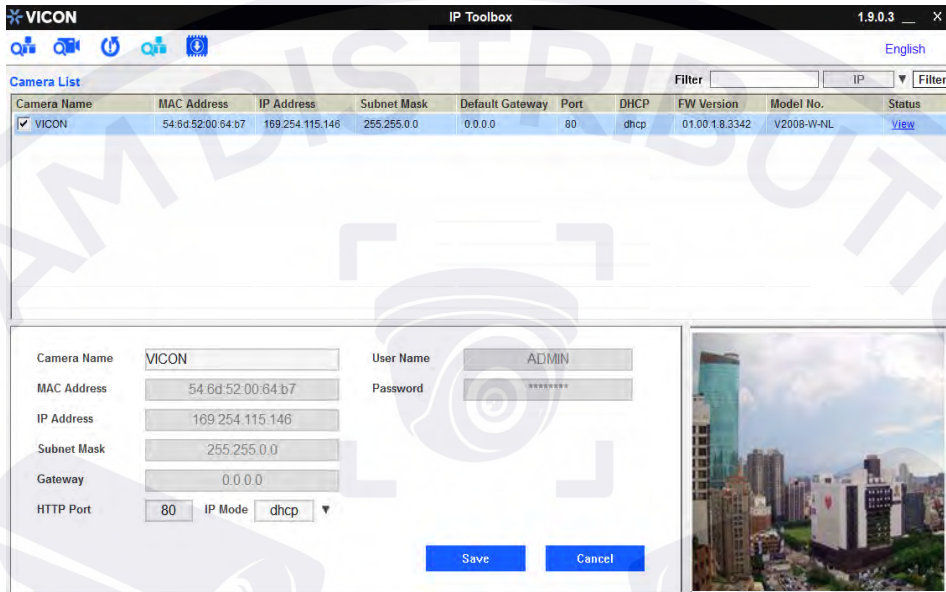 VICON IP Toolbox 1.9.0.3 __ X
English
Camera List Filter IP ▼ Filter
Camera Name MAC Address IP Address Subnet Mask Default Gateway Port DHCP FW Version Model No. Status
VICON 54:6d:52:00:64:b7 169.254.115.146 255.255.0.0 0.0.0.0 80 dhcp 01.00.1.8.3342 V2008-W-NL View
AM DISTRIBUTI
Camera Name VICON User Name ADMIN
MAC Address 54:6d:52:00:64:b7 Password ********
IP Address 169.254.115.146
Subnet Mask 255.255.0.0
Gateway 0.0.0.0
HTTP Port 80 IP Mode dhcp ▼
Save Cancel